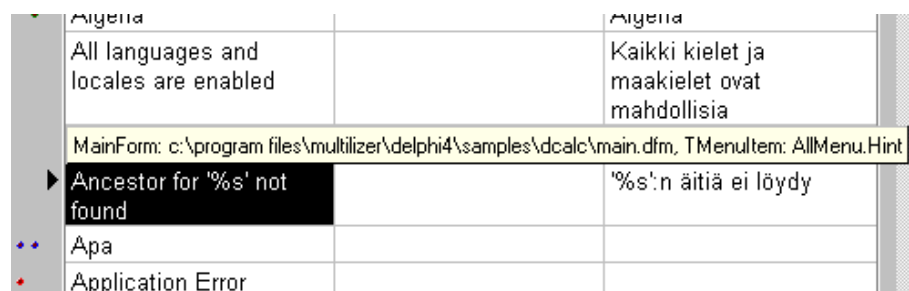 Algeria Algeria
All languages and Kaikki kielet ja
locales are enabled maakielet ovat
mahdollisia
MainForm: c:\program files\multilizer\delphi4\samples\dcalc\main.dfm, TMenuItem: AllMenu.Hint
Ancestor for '%s' not '%s':n äitiä ei löydy
found
Apa
Application Error